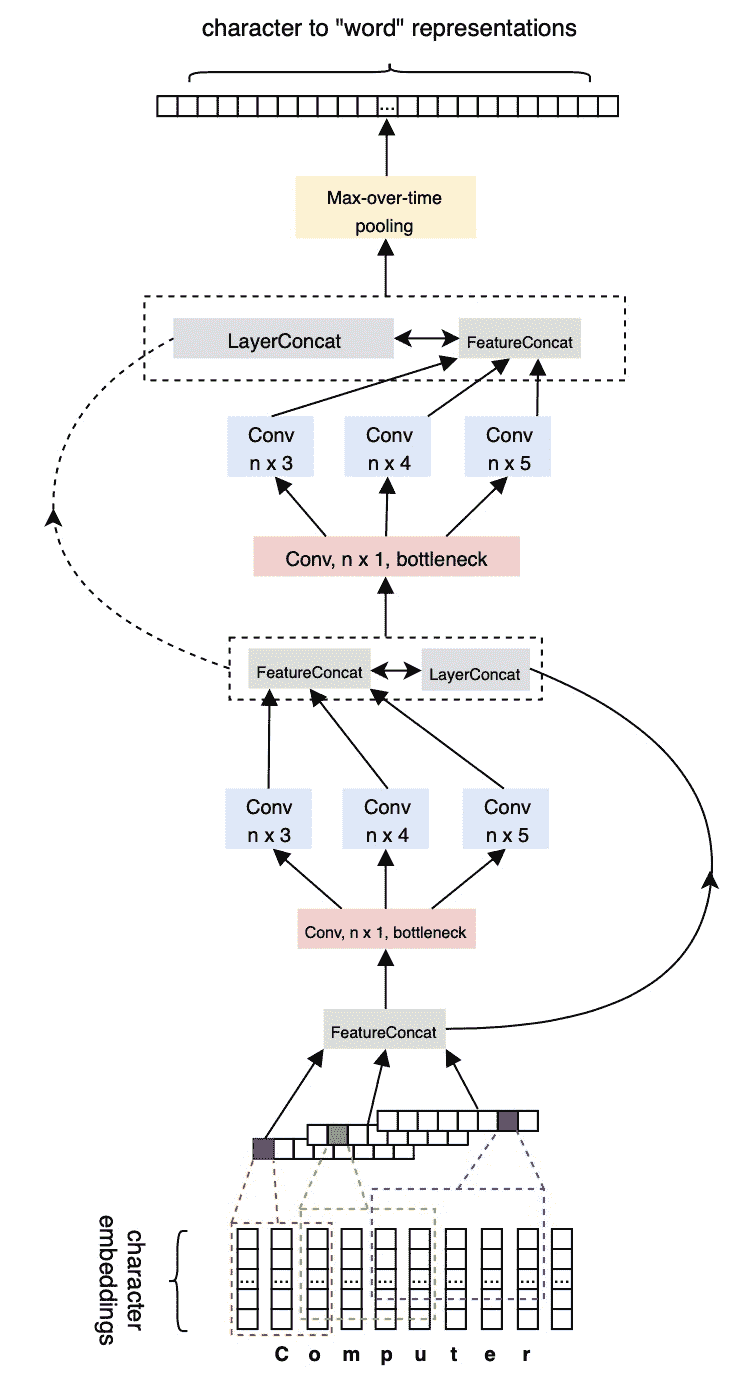 character to "word" representations
...
Max-over-time
pooling
LayerConcat
FeatureConcat
Conv
n x 3
Conv
n x 4
Conv
n x 5
Conv, n x 1, bottleneck
FeatureConcat
LayerConcat
Conv
n x 3
Conv
n x 4
Conv
n x 5
Conv, n x 1, bottleneck
FeatureConcat
character
embeddings
... ... ... ... ... ... ... ... ... ...
C o m p u t e r